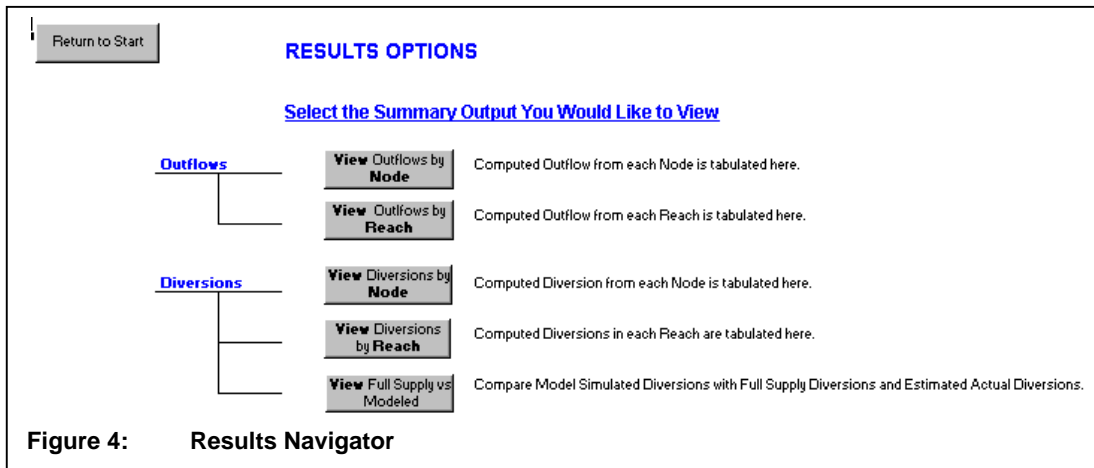 Return to Start
RESULTS OPTIONS
Select the Summary Output You Would Like to View
Outflows
View Outflows by
Node
Computed Outflow from each Node is tabulated here.
View Outlfows by
Reach
Computed Outflow from each Reach is tabulated here.
Diversions
View Diversions by
Node
Computed Diversion from each Node is tabulated here.
View Diversions
by Reach
Computed Diversions in each Reach are tabulated here.
View Full Supply vs
Modeled
Compare Model Simulated Diversions with Full Supply Diversions and Estimated Actual Diversions.
Figure 4: Results Navigator